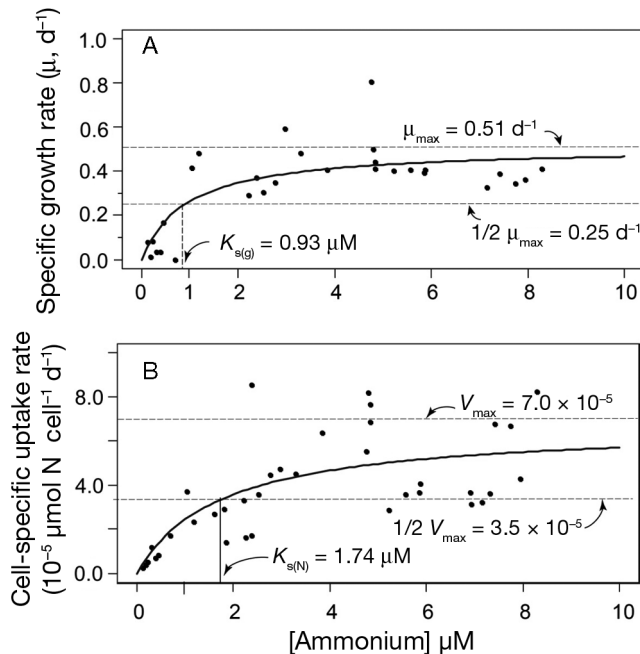 A
Specific growth rate (μ, d⁻¹)
1.0
0.8
0.6
0.4
0.2
0.0
μmax = 0.51 d⁻¹
Ks(g) = 0.93 μM
1/2 μmax = 0.25 d⁻¹
0 1 2 4 6 8 10
B
Cell-specific uptake rate
(10⁻⁵ μmol N cell⁻¹ d⁻¹)
8.0
4.0
0.0
Vmax = 7.0 × 10⁻⁵
1/2 Vmax = 3.5 × 10⁻⁵
Ks(N) = 1.74 μM
0 2 4 6 8 10
[Ammonium] μM